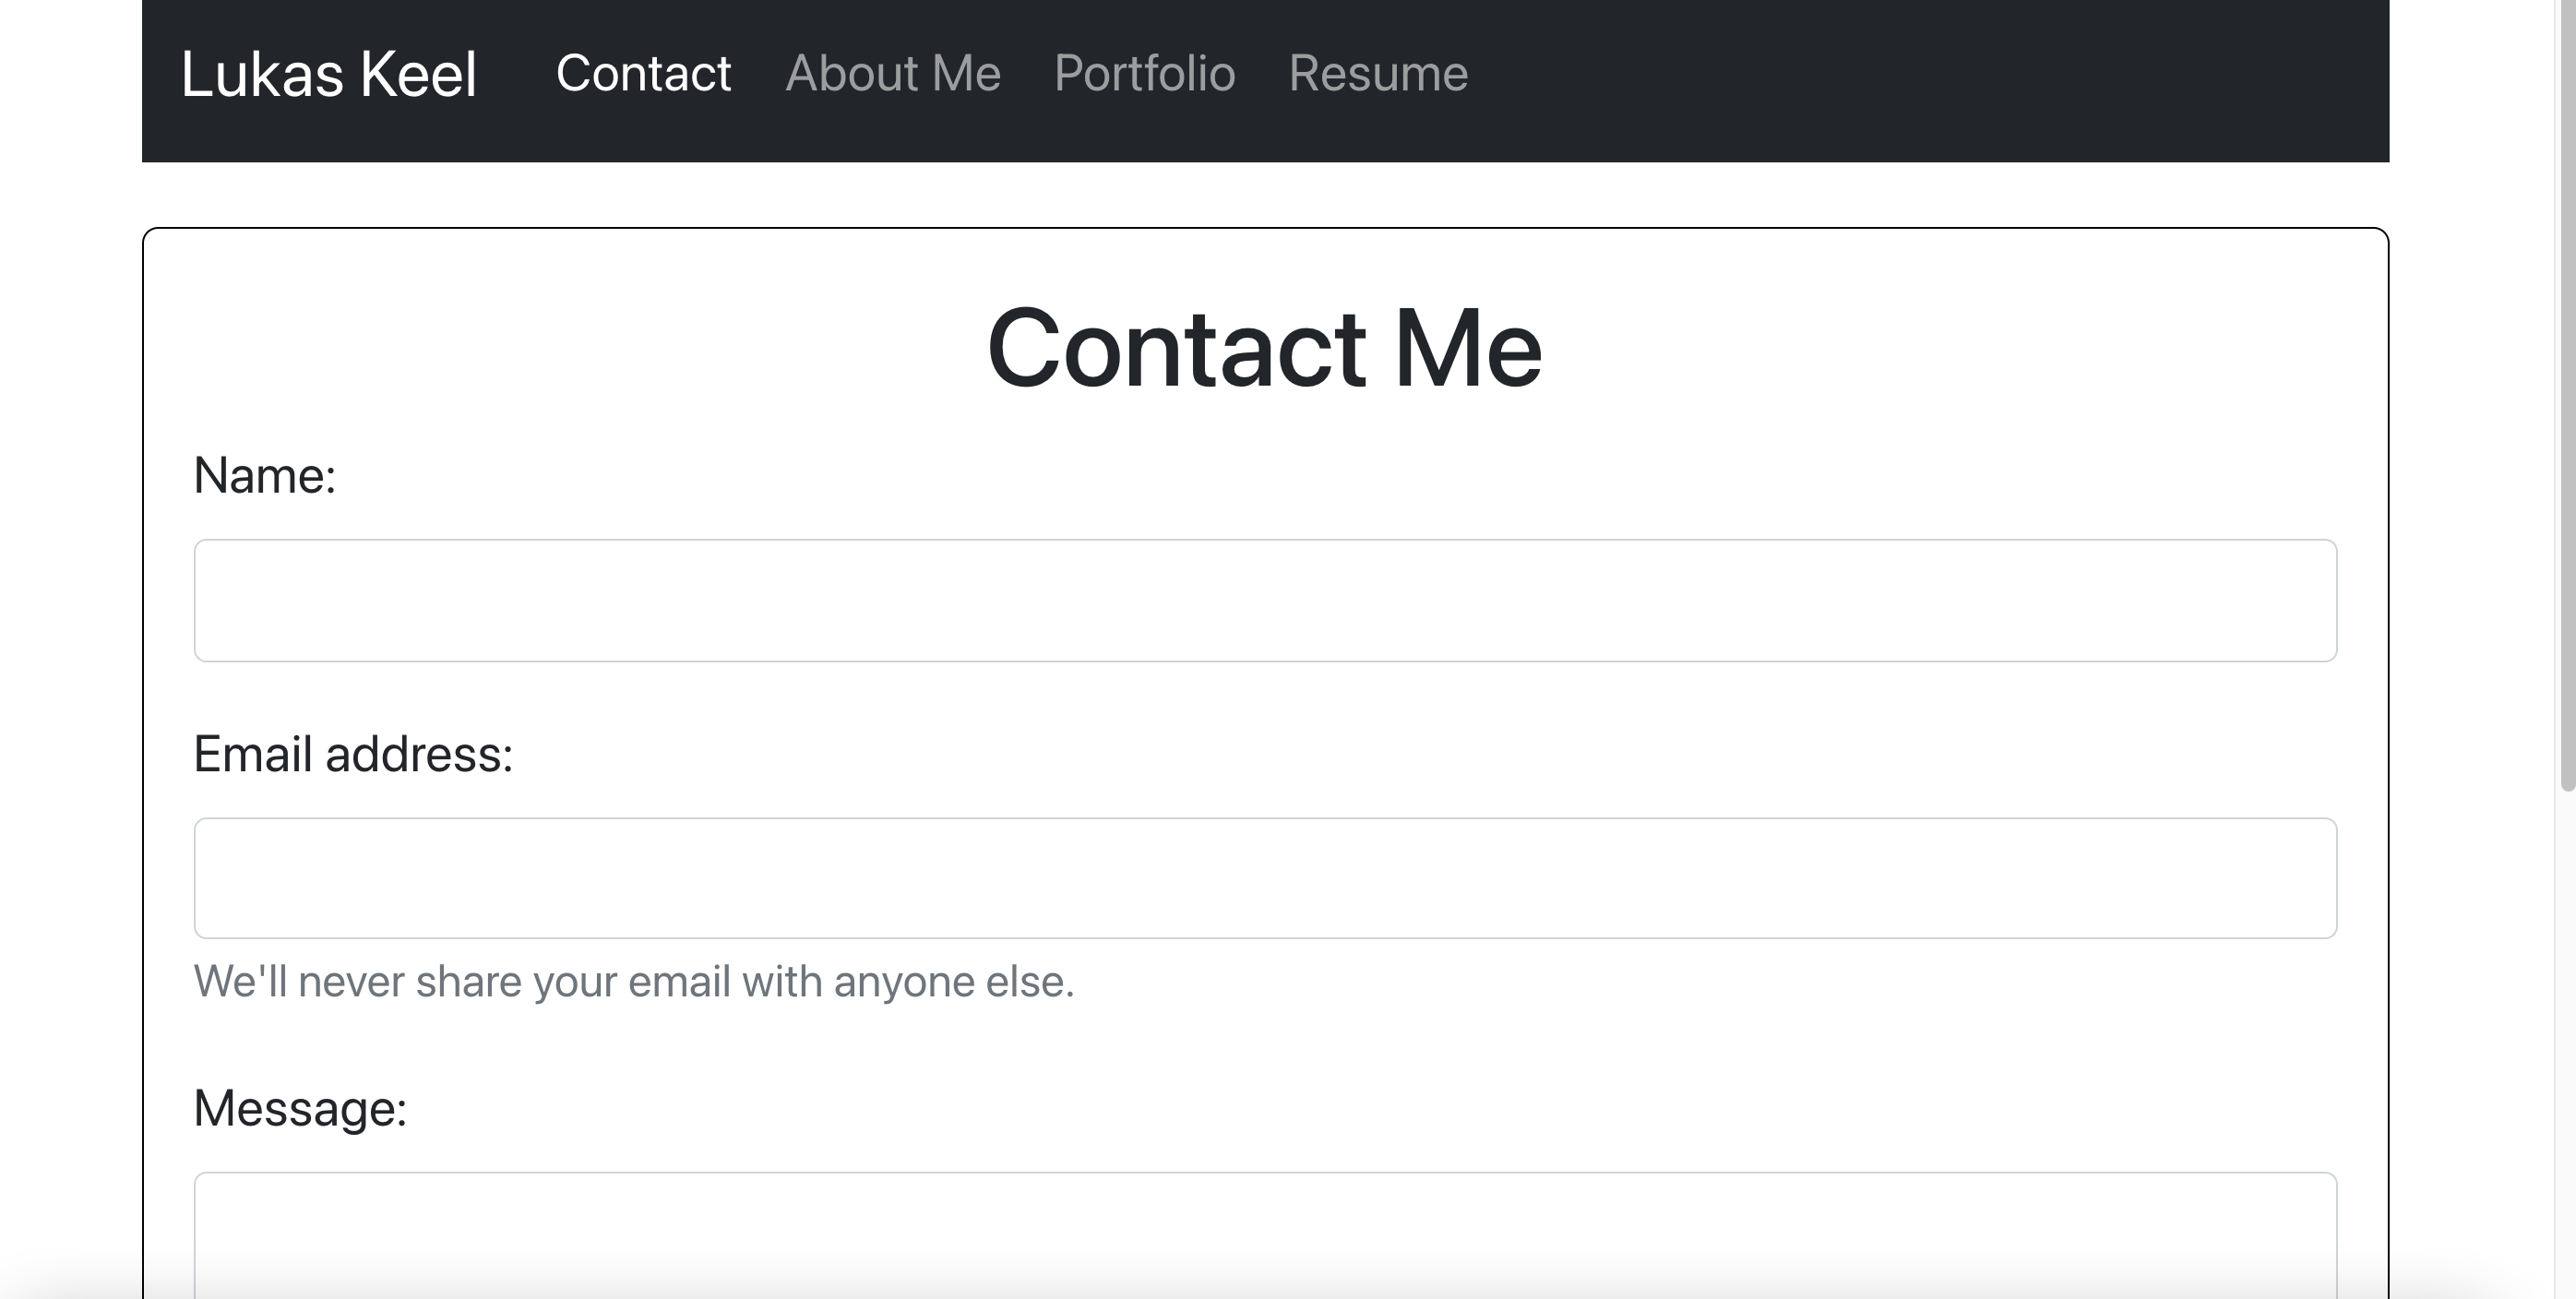 Lukas Keel Contact About Me Portfolio Resume
Contact Me
Name:
Email address:
We'll never share your email with anyone else.
Message: